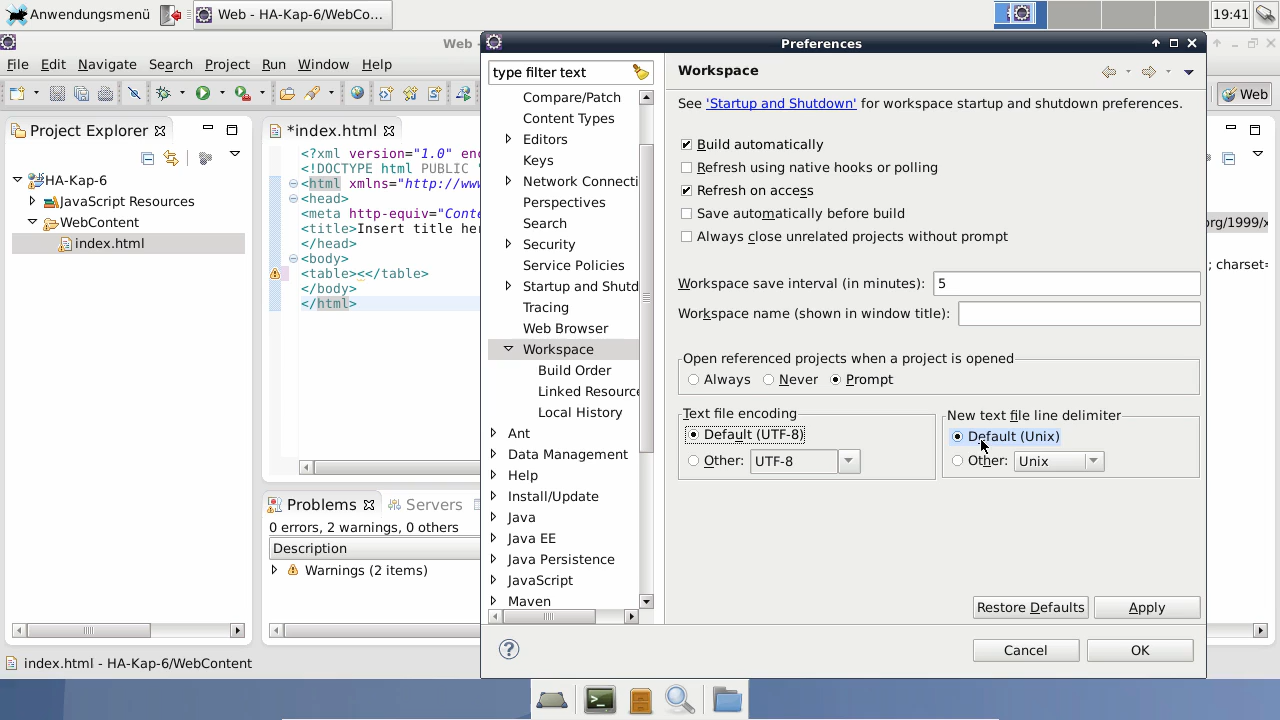 Anwendungsmenü
Web - HA-Kap-6/WebCo...
19:41
Web -
Preferences
File Edit Navigate Search Project Run Window Help
Web
Project Explorer
HA-Kap-6
JavaScript Resources
WebContent
index.html
*index.html
<?xml version="1.0" enc
<!DOCTYPE html PUBLIC "
<html xmlns="http://www
<head>
<meta http-equiv="Conte
<title>Insert title her
</head>
<body>
<table><</table>
</body>
</html>
org/1999/x
; charset=
Problems Servers
0 errors, 2 warnings, 0 others
Description
Warnings (2 items)
index.html - HA-Kap-6/WebContent
type filter text
Compare/Patch
Content Types
Editors
Keys
Network Connecti
Perspectives
Search
Security
Service Policies
Startup and Shutd
Tracing
Web Browser
Workspace
Build Order
Linked Resource
Local History
Ant
Data Management
Help
Install/Update
Java
Java EE
Java Persistence
JavaScript
Maven
Workspace
See 'Startup and Shutdown' for workspace startup and shutdown preferences.
Build automatically
Refresh using native hooks or polling
Refresh on access
Save automatically before build
Always close unrelated projects without prompt
Workspace save interval (in minutes): 5
Workspace name (shown in window title):
Open referenced projects when a project is opened
Always Never Prompt
Text file encoding
Default (UTF-8)
Other: UTF-8
New text file line delimiter
Default (Unix)
Other: Unix
Restore Defaults Apply
Cancel OK